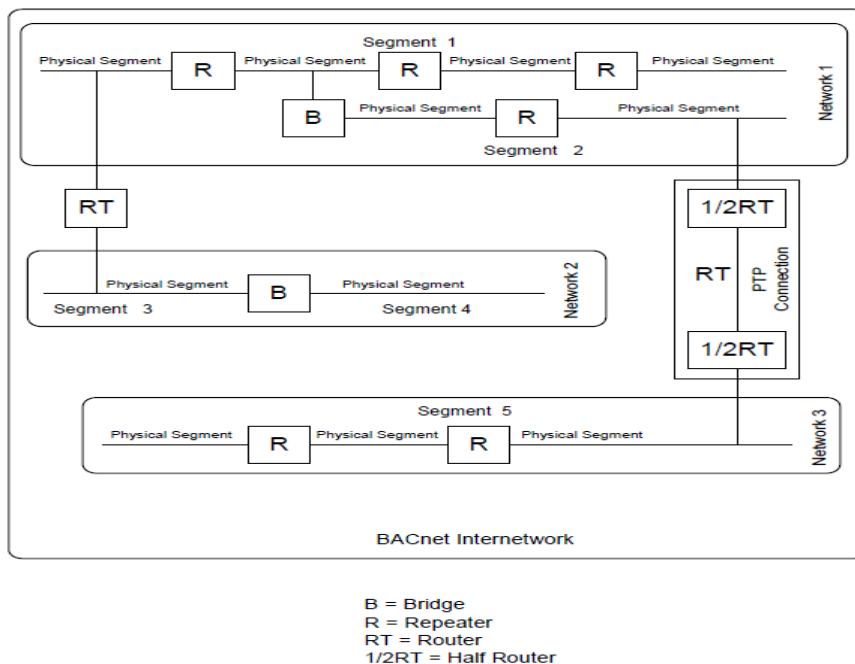 Segment 1
Physical Segment R Physical Segment R Physical Segment R Physical Segment
B Physical Segment R Physical Segment
Segment 2
Network 1
RT
1/2RT
RT
PTP
Connection
1/2RT
Physical Segment B Physical Segment
Segment 3 Segment 4
Network 2
Segment 5
Physical Segment R Physical Segment R Physical Segment
Network 3
BACnet Internetwork
B = Bridge
R = Repeater
RT = Router
1/2RT = Half Router